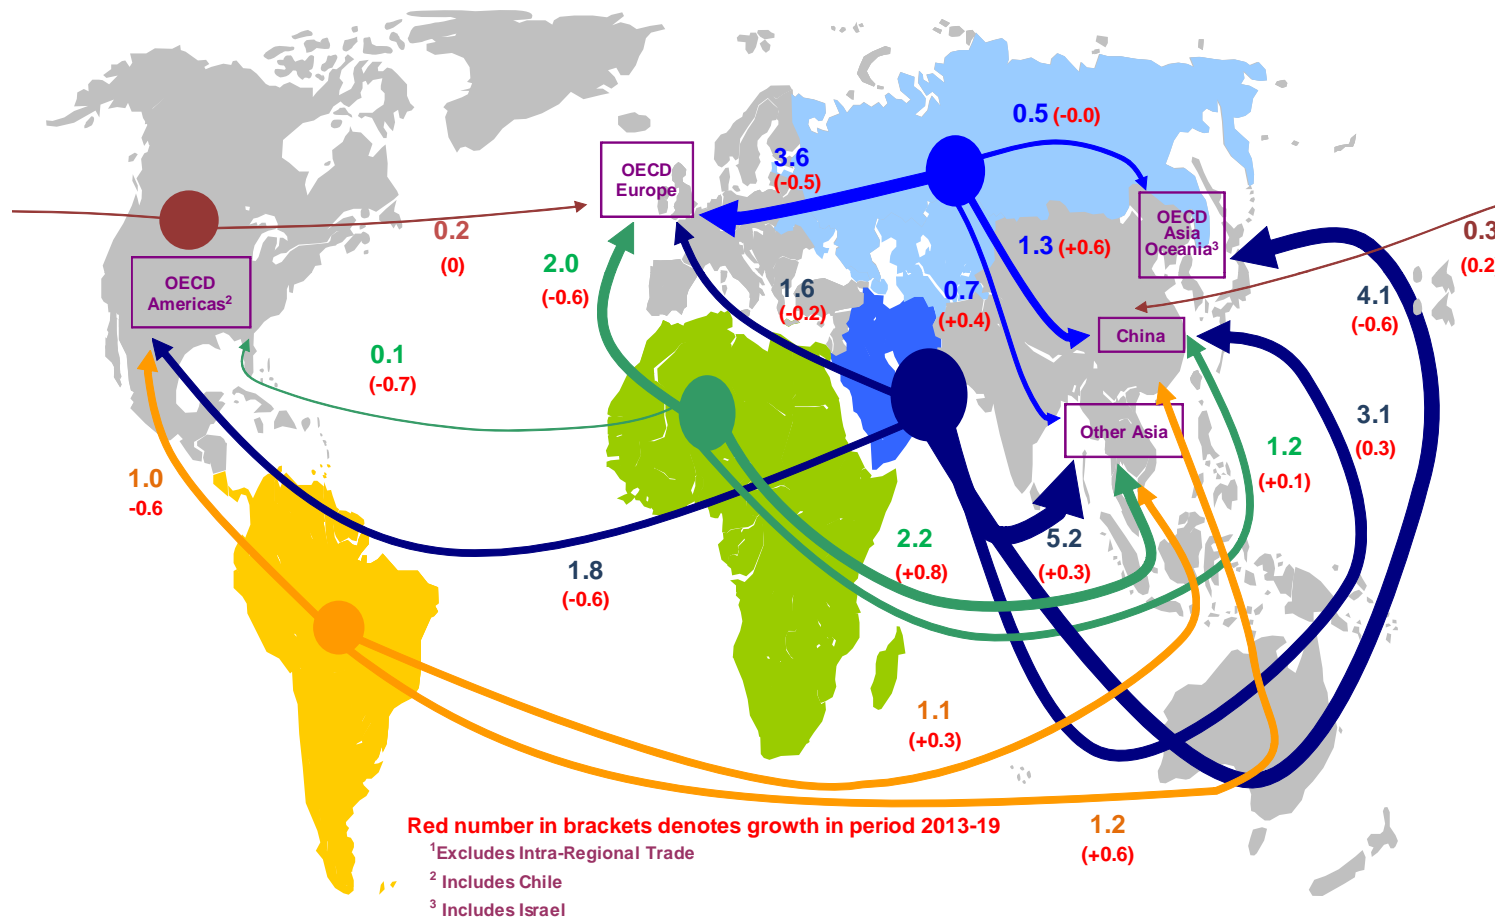 0.5 (-0.0)
3.6
(-0.5)
OECD
Europe
OECD
Asia
Oceania3
0.2
(0)
1.3 (+0.6)
0.3
(0.2
2.0
(-0.6)
OECD
Americas2
1.6
(-0.2)
0.7
(+0.4)
4.1
(-0.6)
China
0.1
(-0.7)
3.1
(0.3)
Other Asia
1.2
(+0.1)
1.0
-0.6
2.2
(+0.8)
5.2
(+0.3)
1.8
(-0.6)
1.1
(+0.3)
Red number in brackets denotes growth in period 2013-19
1Excludes Intra-Regional Trade
2 Includes Chile
3 Includes Israel
1.2
(+0.6)